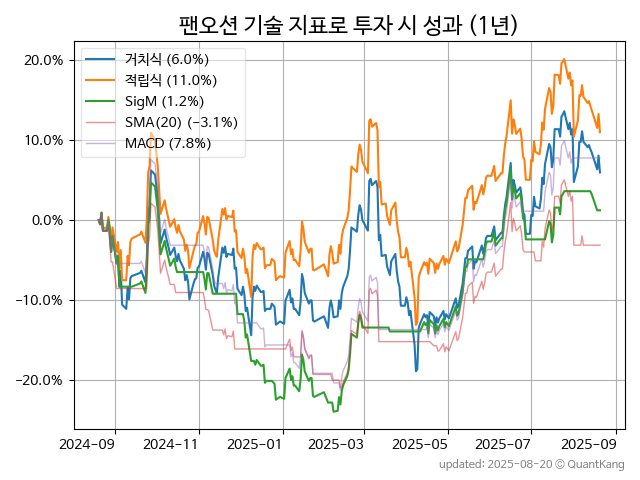 팬오션 기술 지표로 투자 시 성과 (1년)
거치식 (6.0%)
적립식 (11.0%)
SigM (1.2%)
SMA(20) (−3.1%)
MACD (7.8%)
20.0%
10.0%
0.0%
−10.0%
−20.0%
2024-09 2024-11 2025-01 2025-03 2025-05 2025-07 2025-09
updated: 2025-08-20 © QuantKang